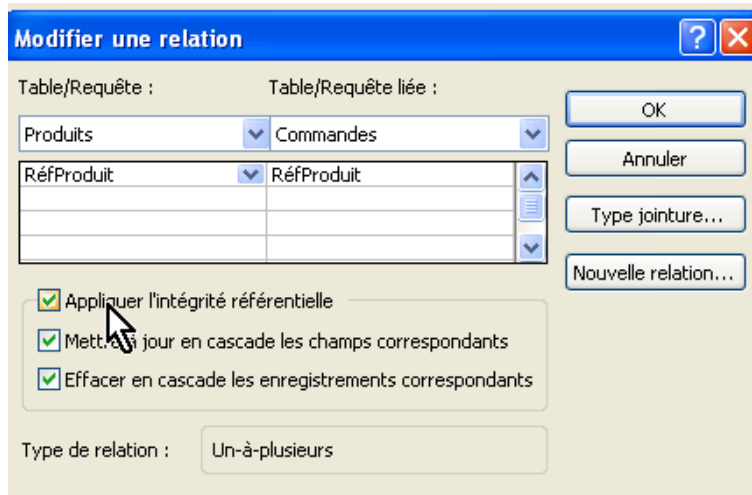 Modifier une relation
Table/Requête : Table/Requête liée :
Produits Commandes
RéfProduit RéfProduit
OK
Annuler
Type jointure...
Nouvelle relation...
Appliquer l'intégrité référentielle
Mettre à jour en cascade les champs correspondants
Effacer en cascade les enregistrements correspondants
Type de relation : Un-à-plusieurs